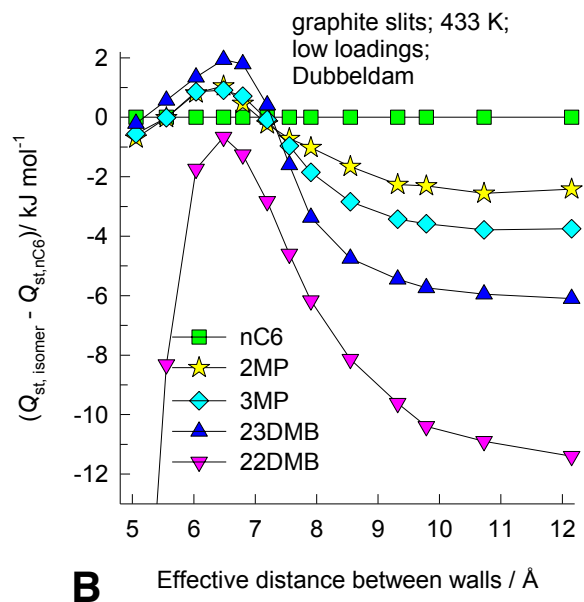 graphite slits; 433 K;
low loadings;
Dubbeldam
(Qst, isomer - Qst,nC6)/ kJ mol⁻¹
2
0
-2
-4
-6
-8
-10
-12
nC6
2MP
3MP
23DMB
22DMB
5 6 7 8 9 10 11 12
B Effective distance between walls / Å